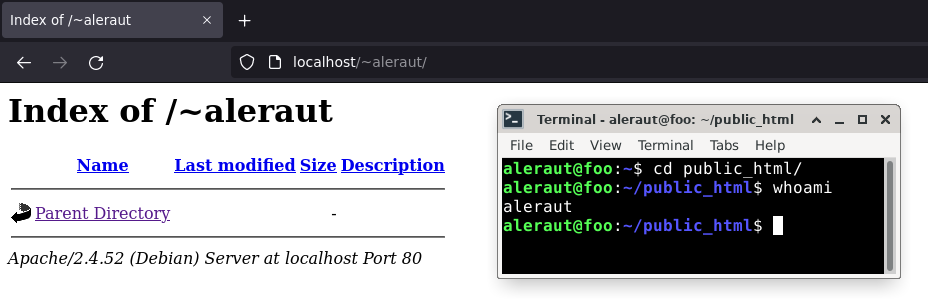 Index of /~aleraut
localhost/~aleraut/
Index of /~aleraut
Name Last modified Size Description
Parent Directory -
Apache/2.4.52 (Debian) Server at localhost Port 80
Terminal - aleraut@foo: ~/public_html
File Edit View Terminal Tabs Help
aleraut@foo:~$ cd public_html/
aleraut@foo:~/public_html$ whoami
aleraut
aleraut@foo:~/public_html$